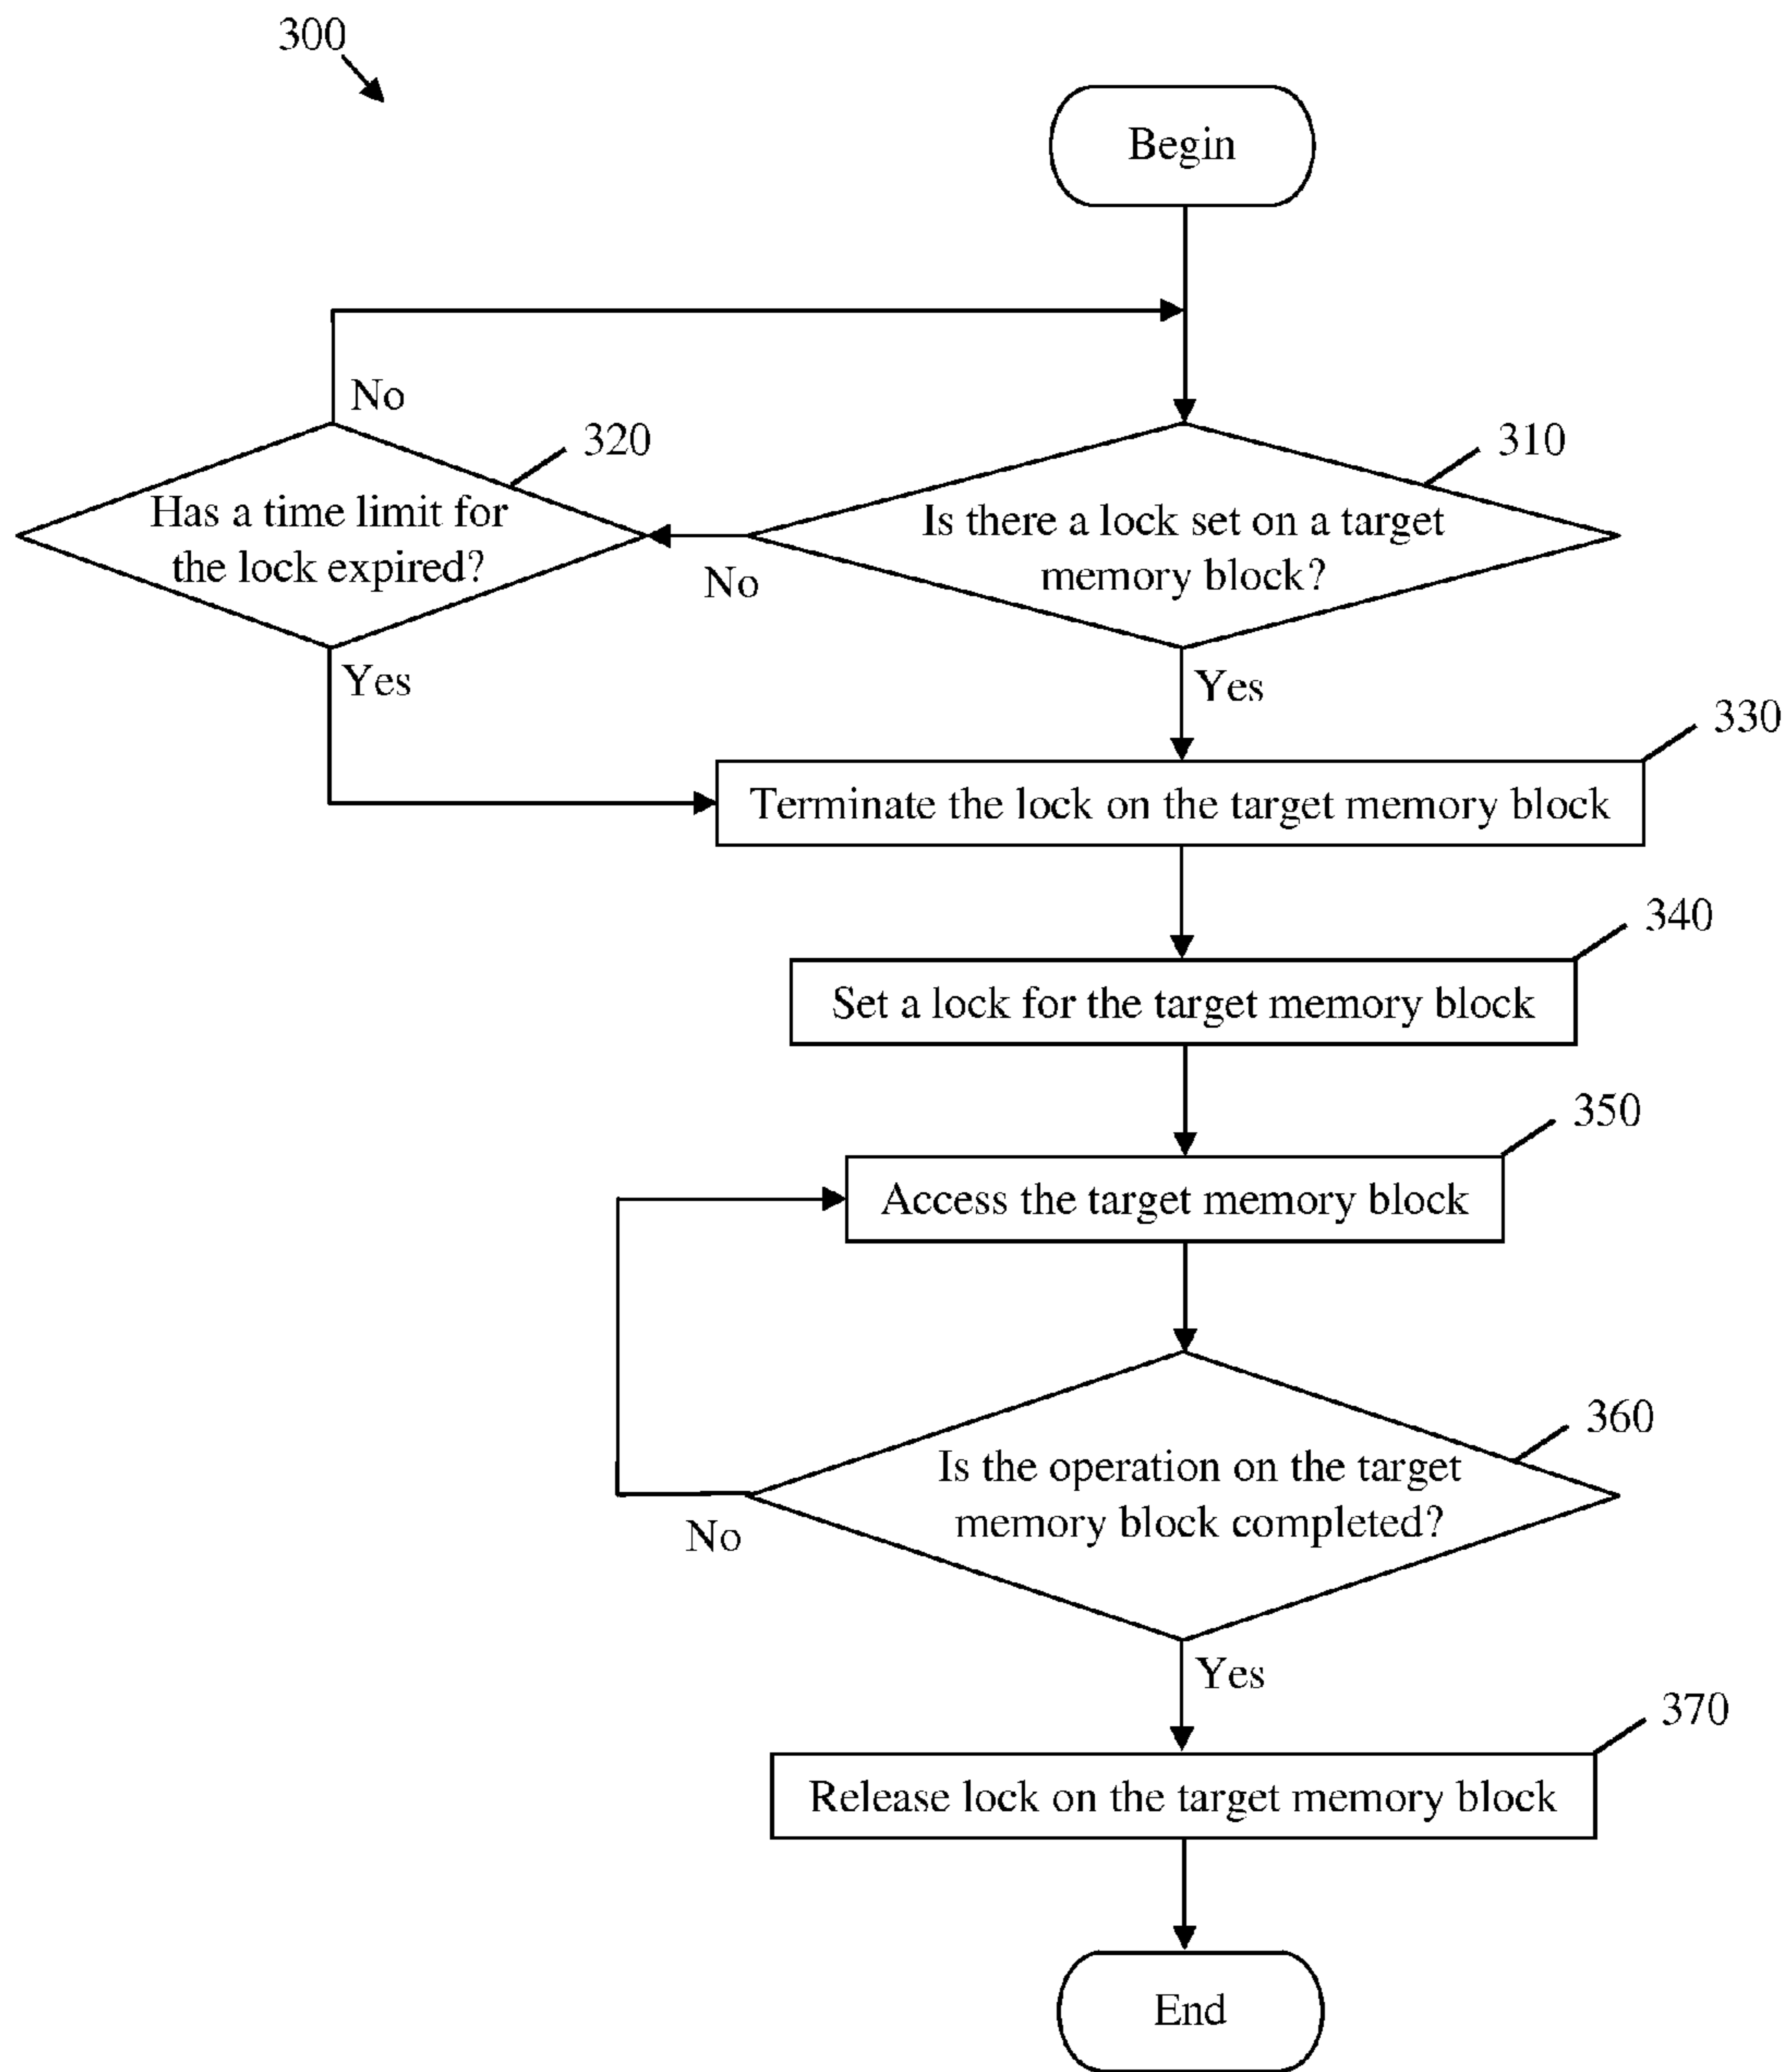 300
Begin
No
320
310
Has a time limit for
the lock expired?
Is there a lock set on a target
memory block?
No
Yes
Yes
330
Terminate the lock on the target memory block
340
Set a lock for the target memory block
350
Access the target memory block
360
Is the operation on the target
memory block completed?
No
Yes
370
Release lock on the target memory block
End